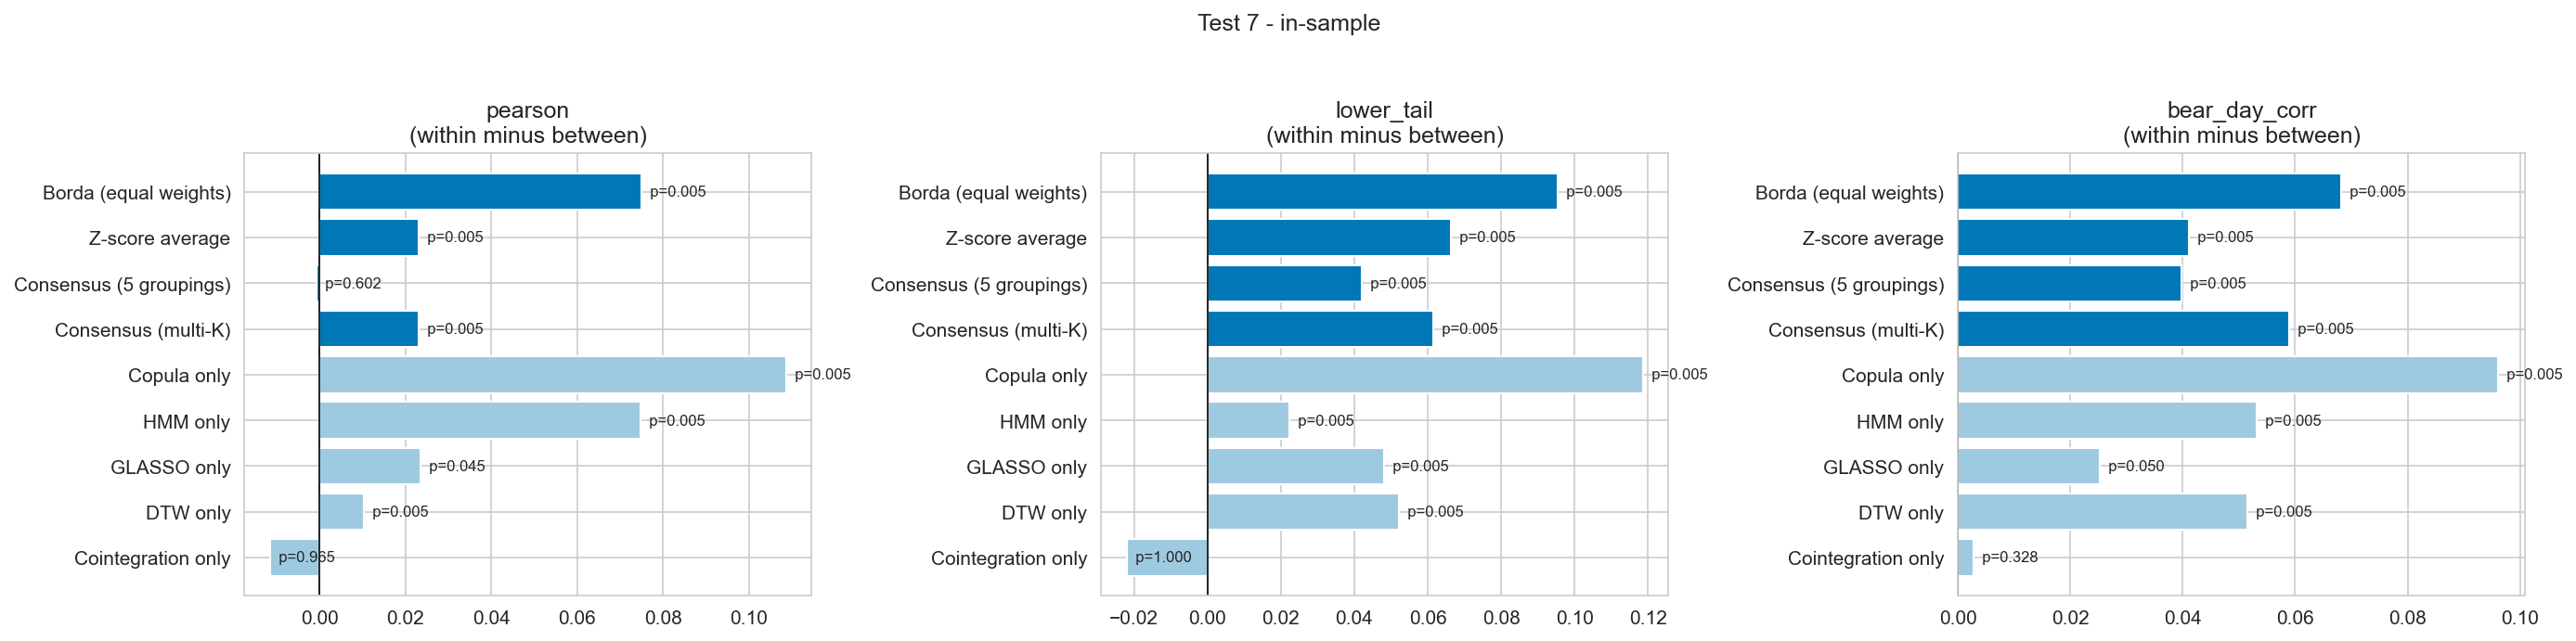 Test 7 - in-sample
pearson
(within minus between)
Borda (equal weights)
p=0.005
Z-score average
p=0.005
Consensus (5 groupings)
p=0.602
Consensus (multi-K)
p=0.005
Copula only
p=0.005
HMM only
p=0.005
GLASSO only
p=0.045
DTW only
p=0.005
Cointegration only
p=0.965
0.00 0.02 0.04 0.06 0.08 0.10
lower_tail
(within minus between)
Borda (equal weights)
p=0.005
Z-score average
p=0.005
Consensus (5 groupings)
p=0.005
Consensus (multi-K)
p=0.005
Copula only
p=0.005
HMM only
p=0.005
GLASSO only
p=0.005
DTW only
p=0.005
Cointegration only
p=1.000
−0.02 0.00 0.02 0.04 0.06 0.08 0.10 0.12
bear_day_corr
(within minus between)
Borda (equal weights)
p=0.005
Z-score average
p=0.005
Consensus (5 groupings)
p=0.005
Consensus (multi-K)
p=0.005
Copula only
p=0.005
HMM only
p=0.005
GLASSO only
p=0.050
DTW only
p=0.005
Cointegration only
p=0.328
0.00 0.02 0.04 0.06 0.08 0.10